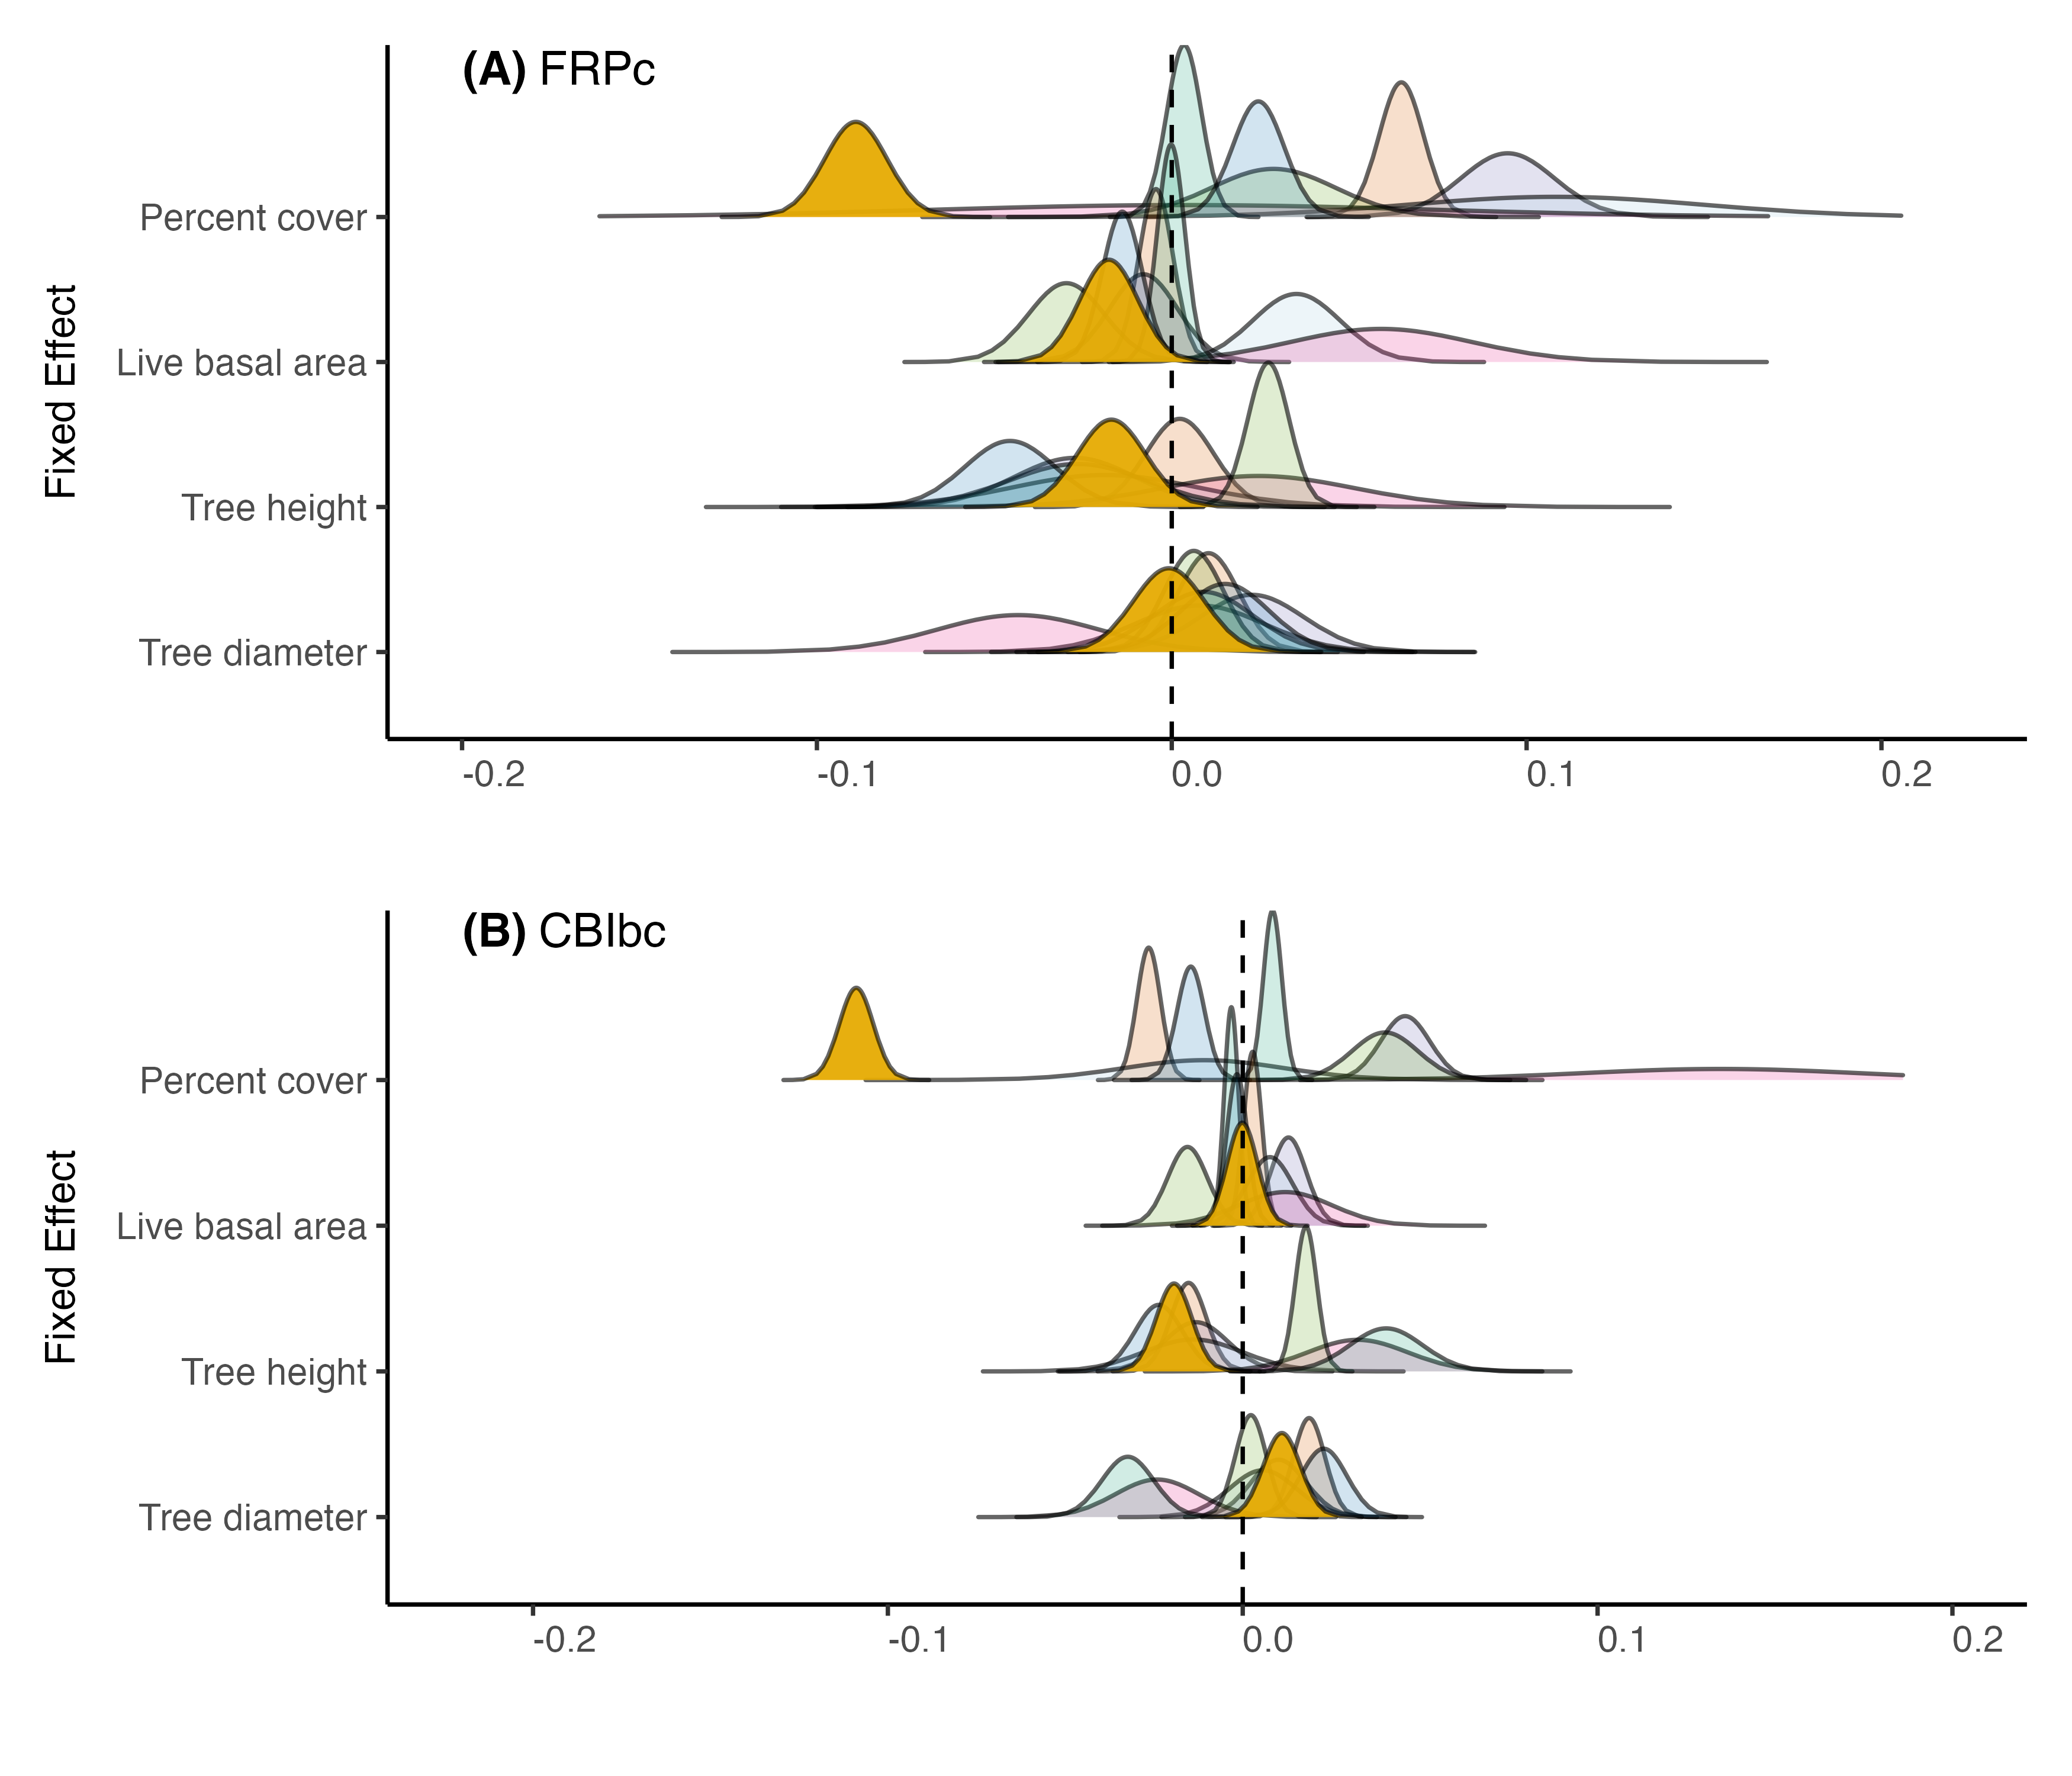 (A) FRPc
Fixed Effect
Percent cover
Live basal area
Tree height
Tree diameter
-0.2 -0.1 0.0 0.1 0.2
(B) CBIbc
Fixed Effect
Percent cover
Live basal area
Tree height
Tree diameter
-0.2 -0.1 0.0 0.1 0.2